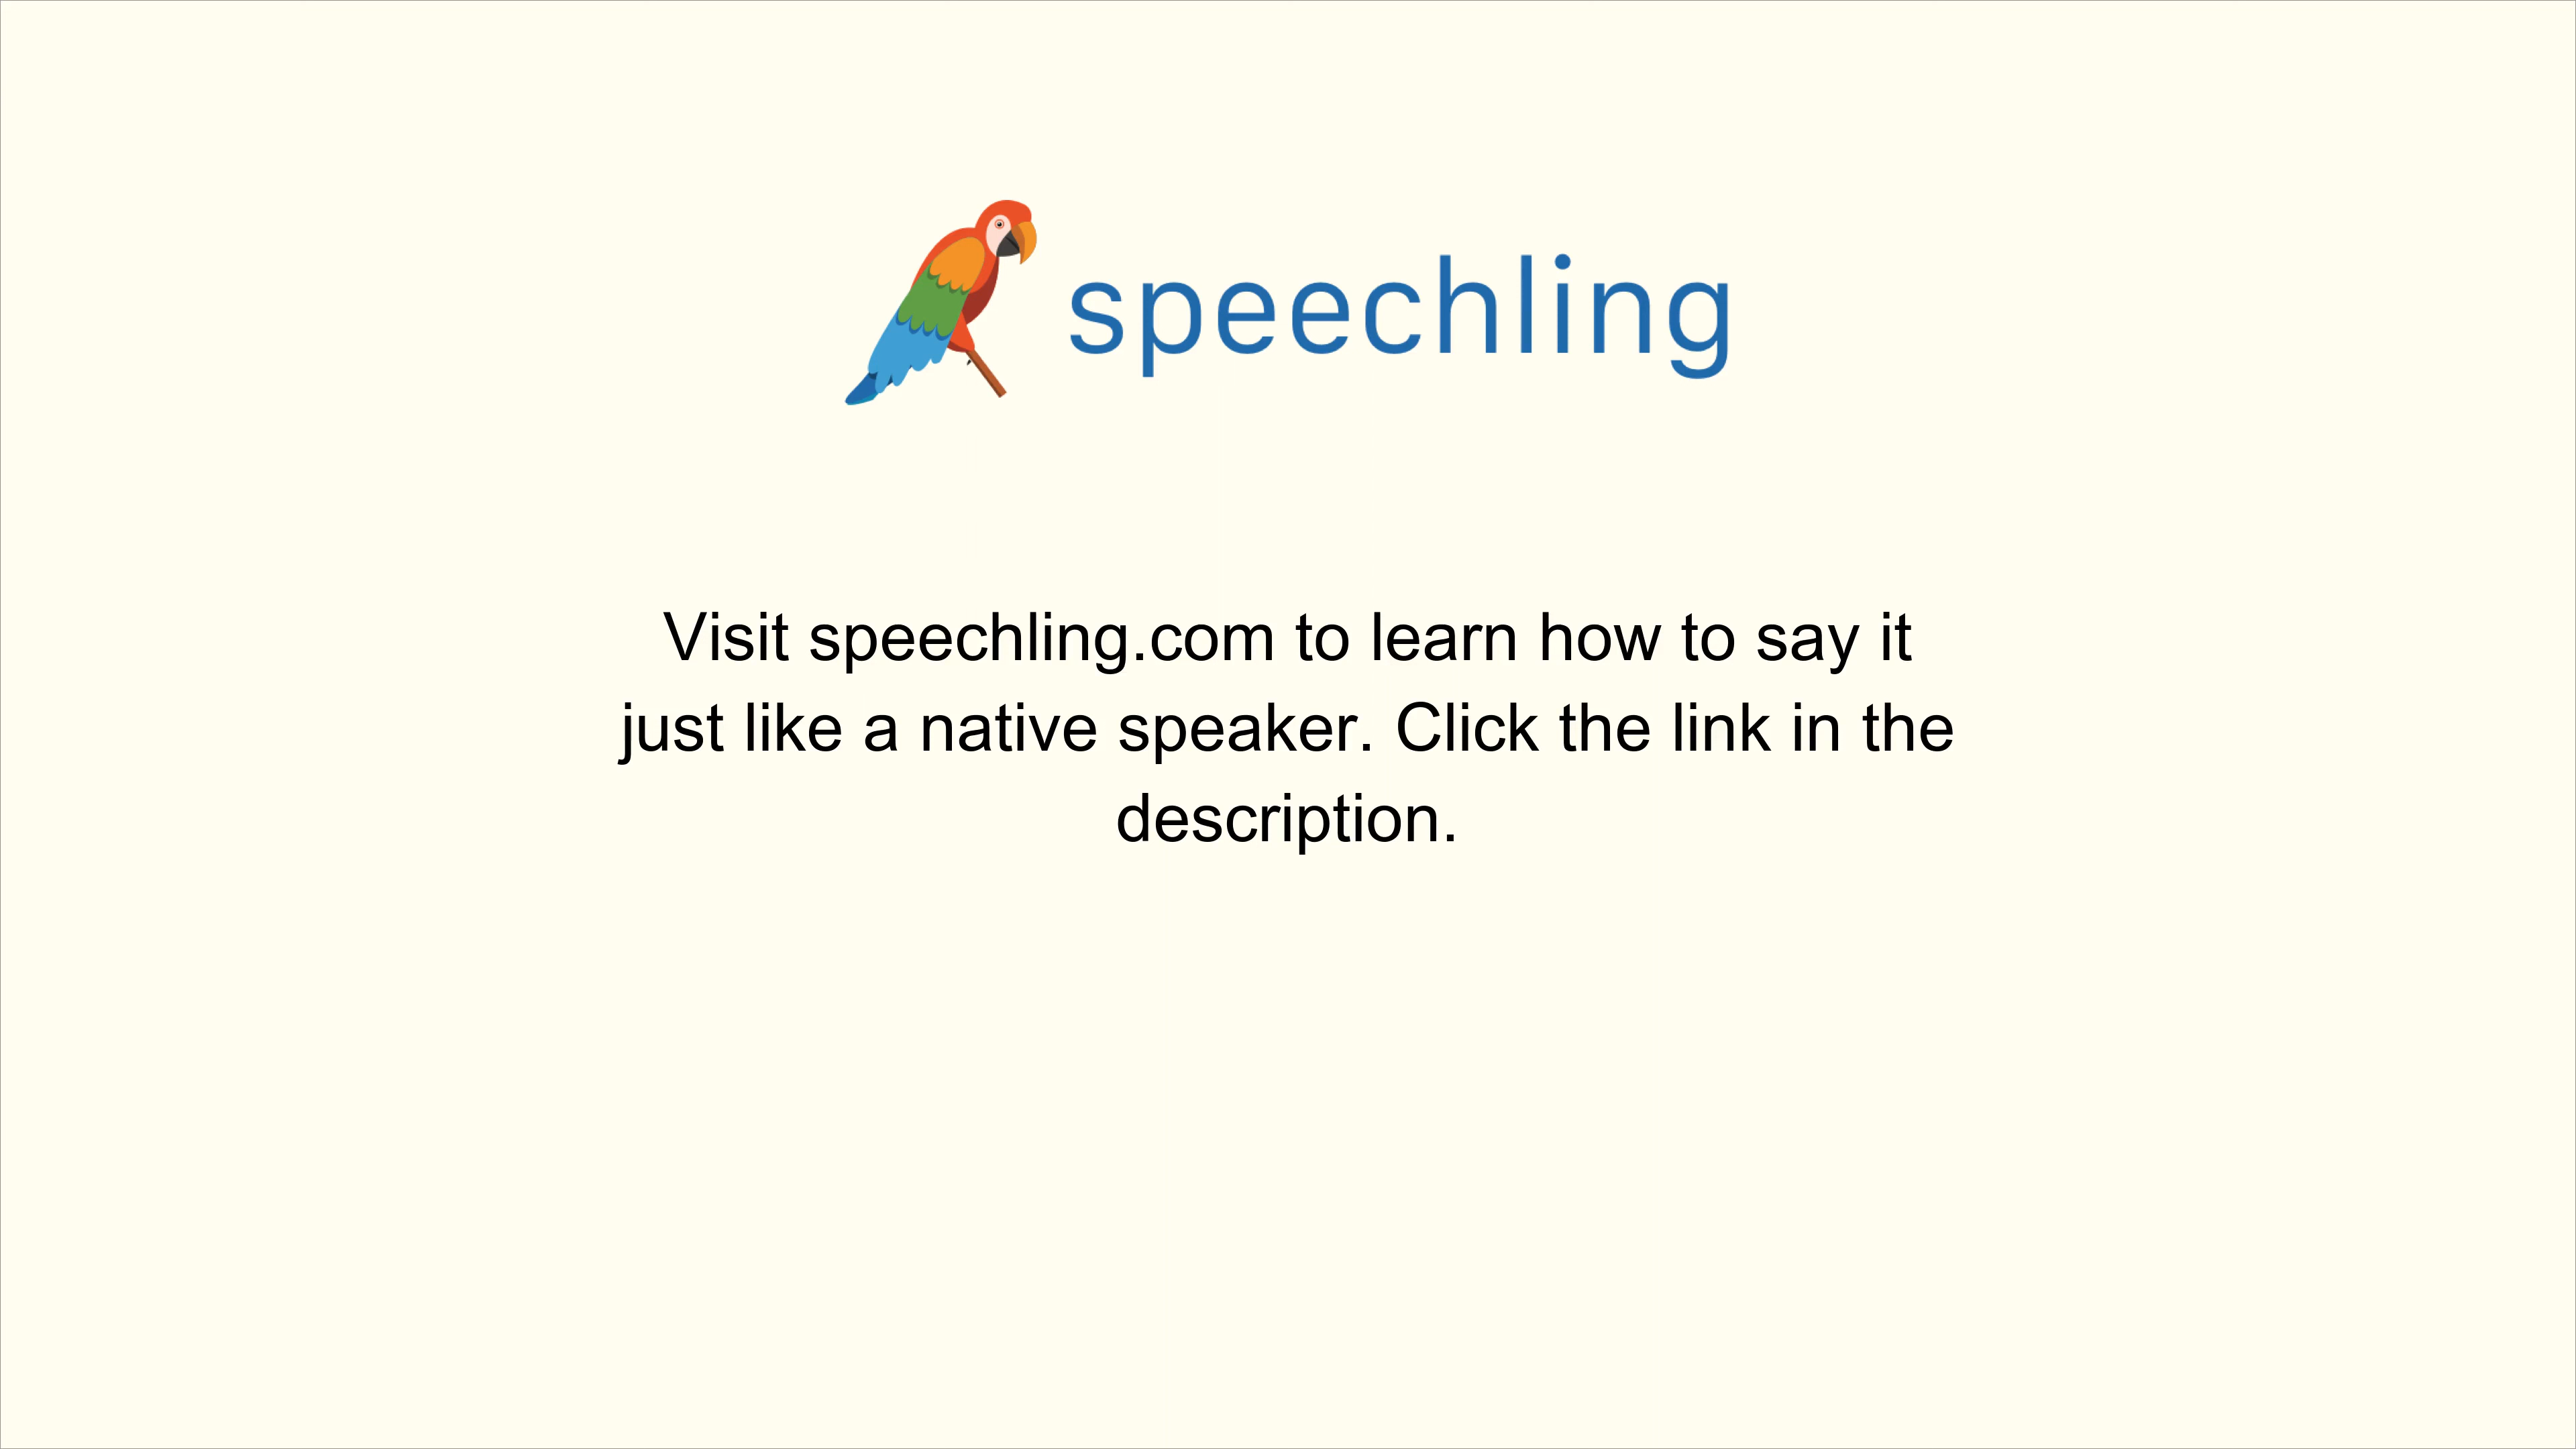 speechling
Visit speechling.com to learn how to say it
just like a native speaker. Click the link in the
description.